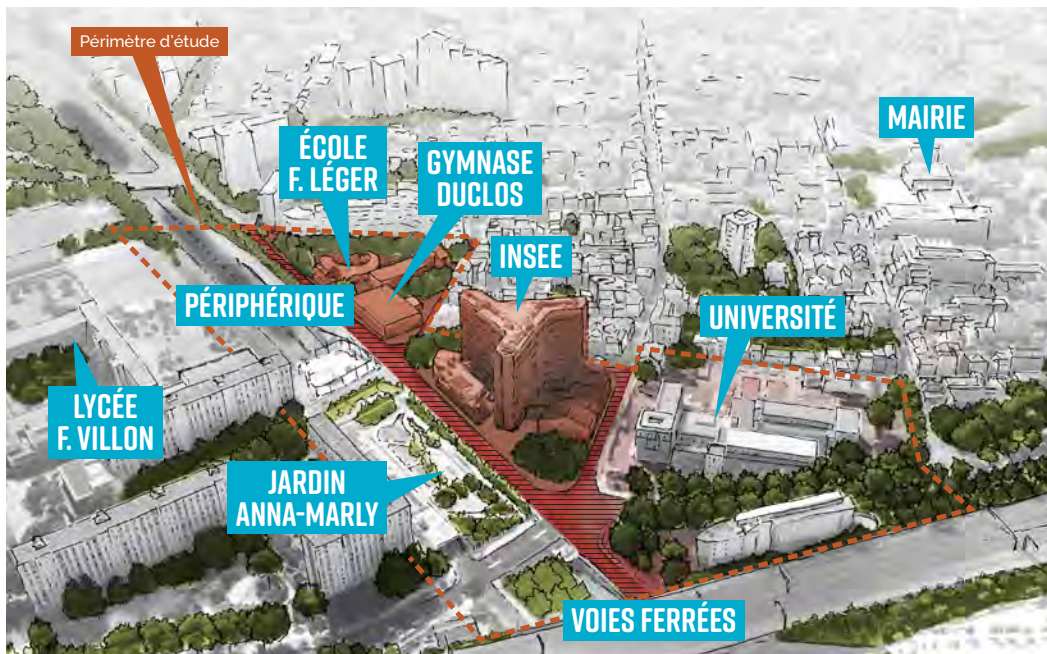 Périmètre d'étude
MAIRIE
ÉCOLE
F. LÉGER
GYMNASE
DUCLOS
INSEE
PÉRIPHÉRIQUE
UNIVERSITÉ
LYCÉE
F. VILLON
JARDIN
ANNA-MARLY
VOIES FERRÉES